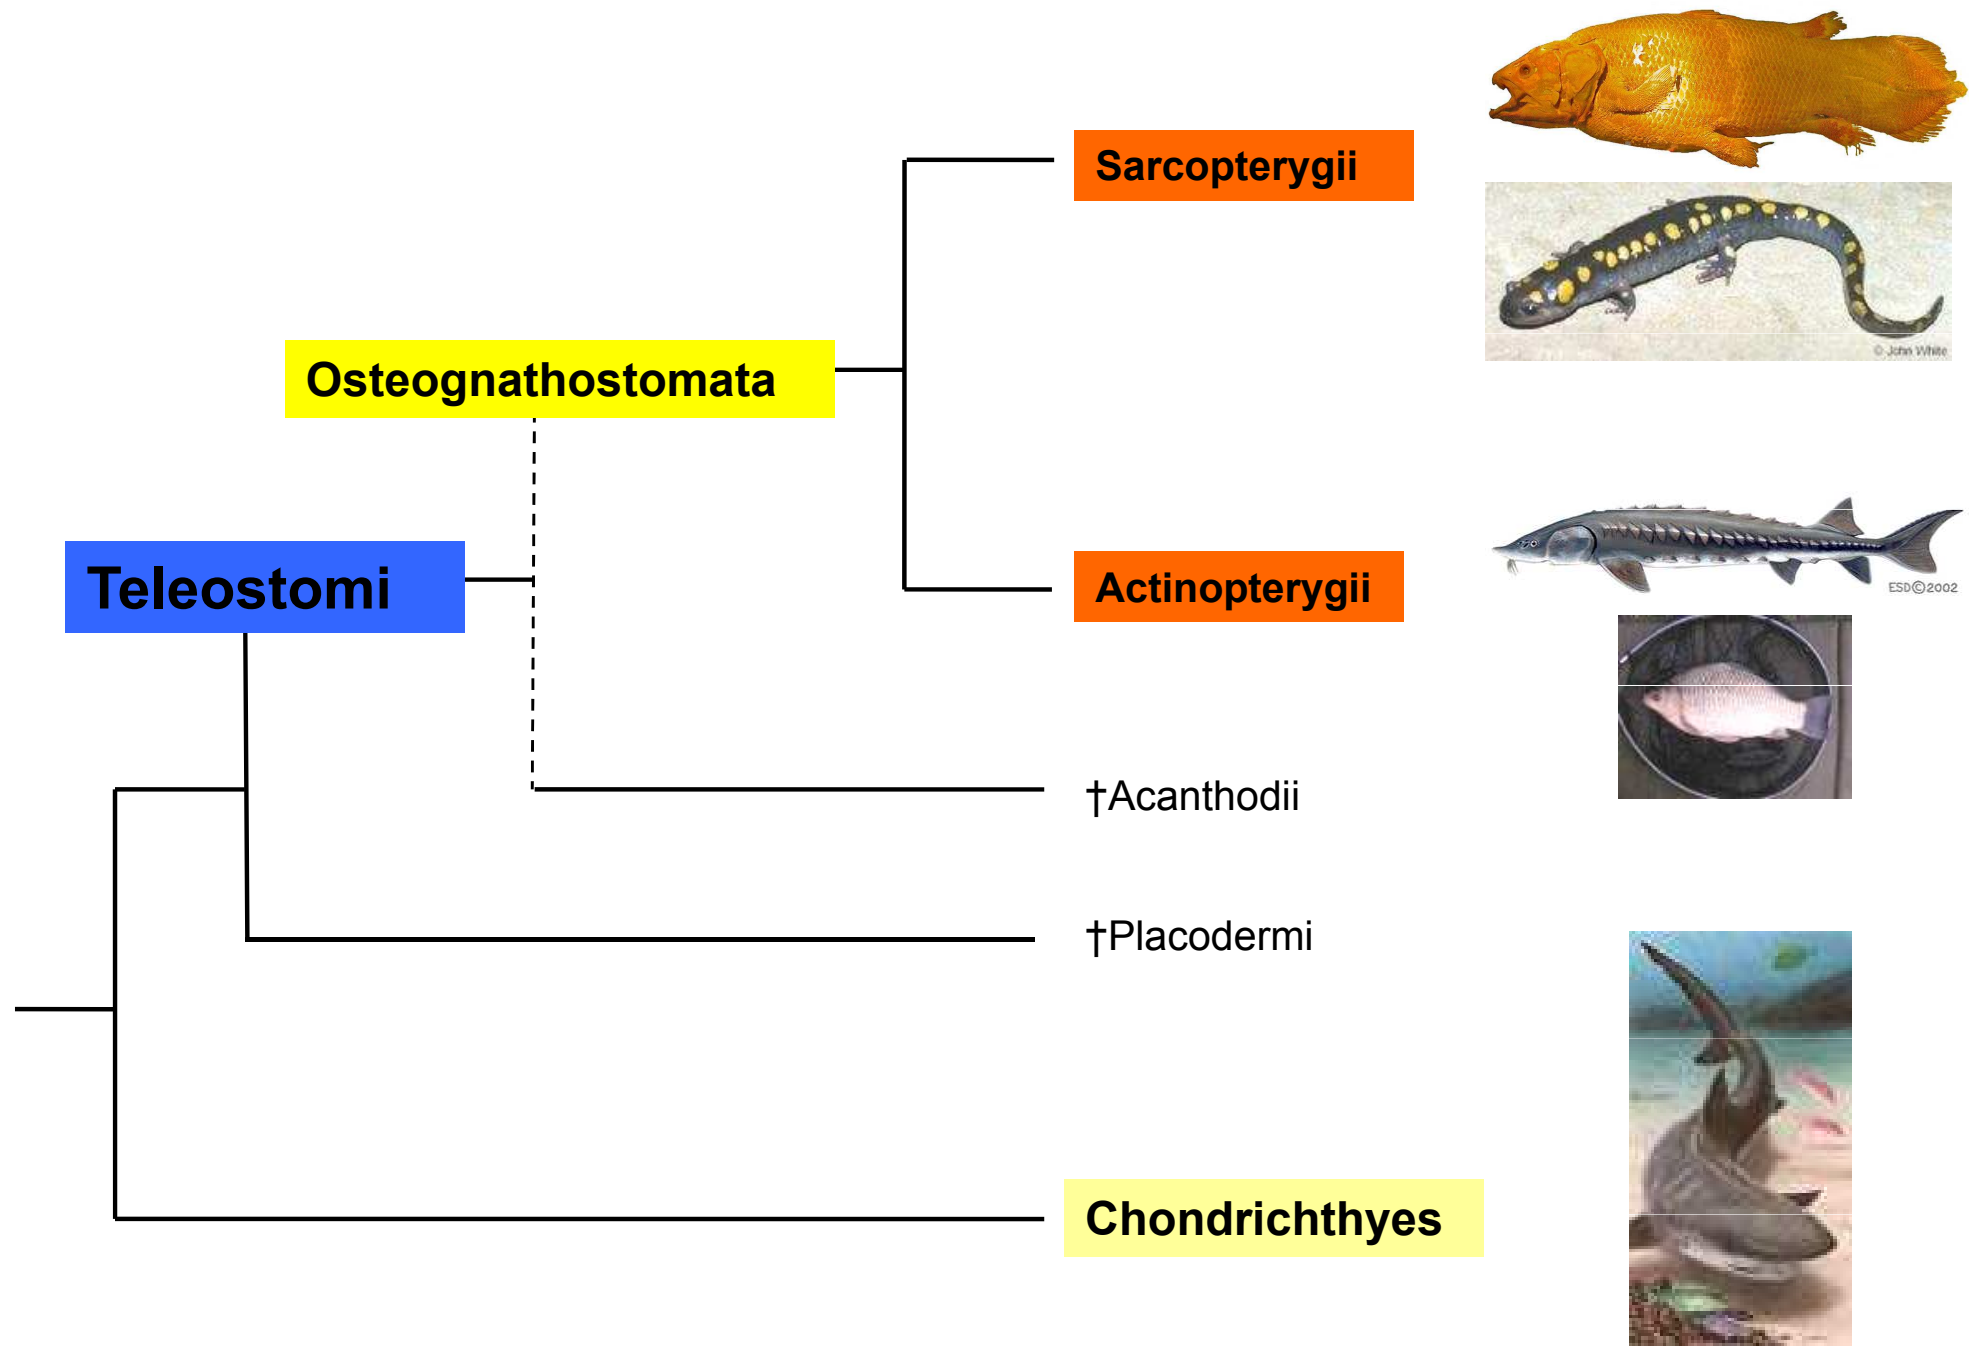 Sarcopterygii
© John White
Osteognathostomata
ESD©2002
Teleostomi
Actinopterygii
†Acanthodii
†Placodermi
Chondrichthyes